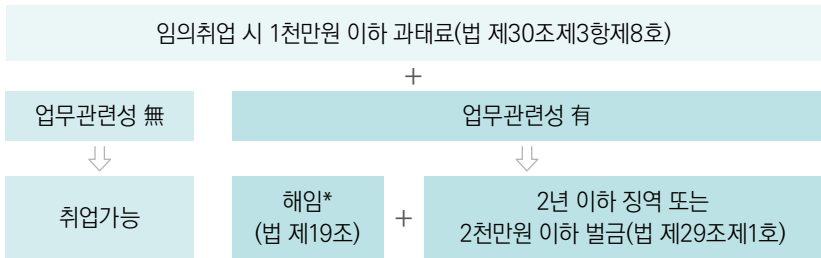 임의취업 시 1천만원 이하 과태료(법 제30조제3항제8호)
+
업무관련성 無
업무관련성 有
취업가능
해임*
(법 제19조)
+
2년 이하 징역 또는
2천만원 이하 벌금(법 제29조제1호)